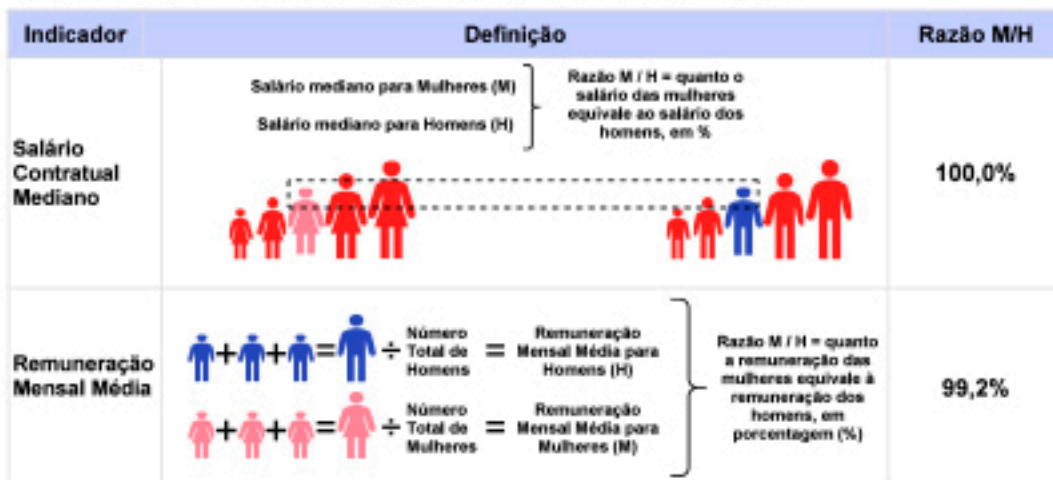 Indicador
Definição
Razão M/H
Salário
Contratual
Mediano
Salário mediano para Mulheres (M)
Salário mediano para Homens (H)
Razão M / H = quanto o
salário das mulheres
equivale ao salário dos
homens, em %
100,0%
Remuneração
Mensal Média
+ + = ÷
Número
Total de
Homens
=
Remuneração
Mensal Média para
Homens (H)
+ + = ÷
Número
Total de
Mulheres
=
Remuneração
Mensal Média para
Mulheres (M)
Razão M / H = quanto
a remuneração das
mulheres equivale à
remuneração dos
homens, em
porcentagem (%)
99,2%